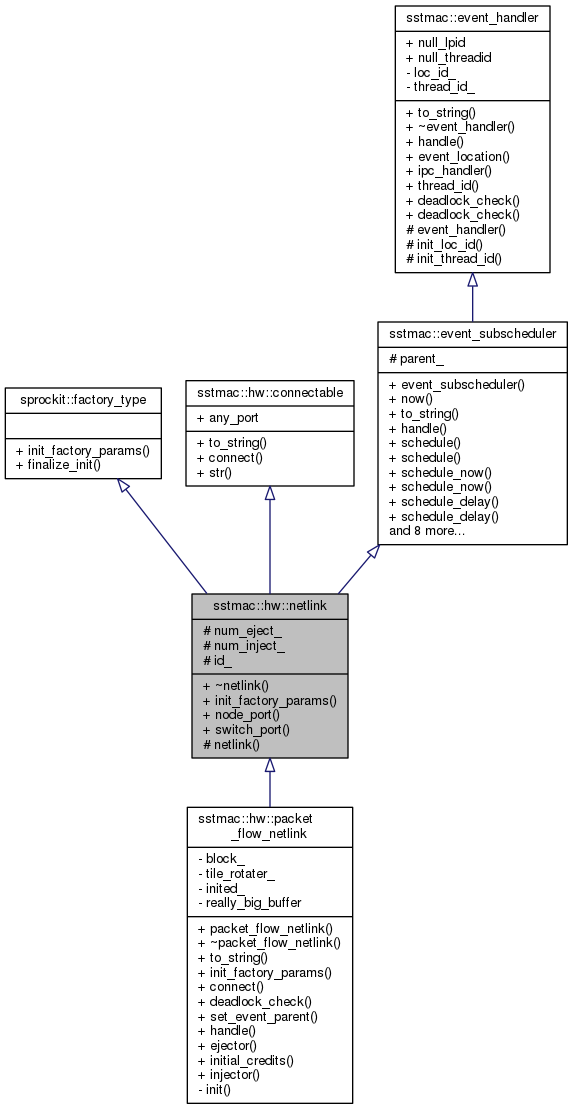 sstmac::event_handler
+ null_lpid
+ null_threadid
- loc_id_
- thread_id_
+ to_string()
+ ~event_handler()
+ handle()
+ event_location()
+ ipc_handler()
+ thread_id()
+ deadlock_check()
+ deadlock_check()
# event_handler()
# init_loc_id()
# init_thread_id()
sstmac::event_subscheduler
# parent_
+ event_subscheduler()
+ now()
+ to_string()
+ handle()
+ schedule()
+ schedule()
+ schedule_now()
+ schedule_now()
+ schedule_delay()
+ schedule_delay()
and 8 more...
sprockit::factory_type
+ init_factory_params()
+ finalize_init()
sstmac::hw::connectable
+ any_port
+ to_string()
+ connect()
+ str()
sstmac::hw::netlink
# num_eject_
# num_inject_
# id_
+ ~netlink()
+ init_factory_params()
+ node_port()
+ switch_port()
# netlink()
sstmac::hw::packet
_flow_netlink
- block_
- tile_rotater_
- inited_
- really_big_buffer
+ packet_flow_netlink()
+ ~packet_flow_netlink()
+ to_string()
+ init_factory_params()
+ connect()
+ deadlock_check()
+ set_event_parent()
+ handle()
+ ejector()
+ initial_credits()
+ injector()
- init()